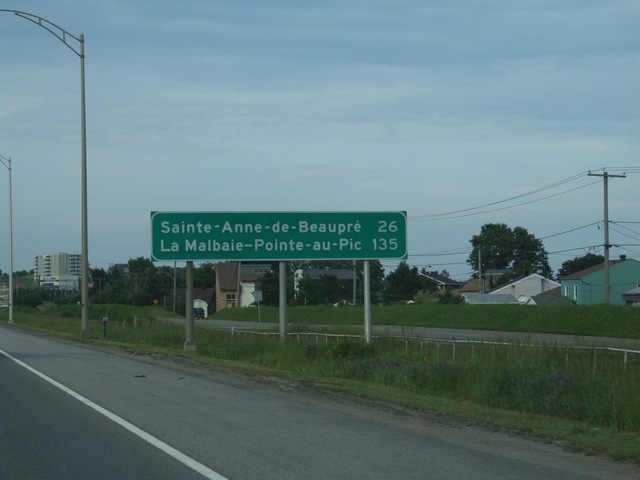 Sainte-Anne-de-Beaupré 26
La Malbaie–Pointe-au-Pic 135